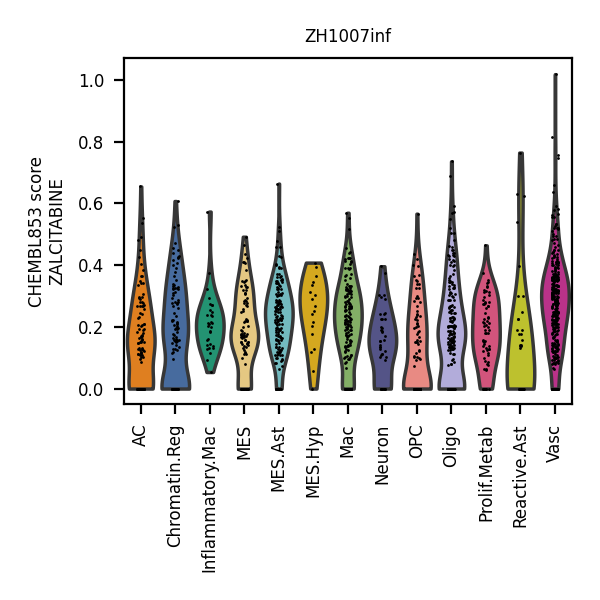 ZH1007inf
CHEMBL853 score
ZALCITABINE
1.0
0.8
0.6
0.4
0.2
0.0
AC
Chromatin.Reg
Inflammatory.Mac
MES
MES.Ast
MES.Hyp
Mac
Neuron
OPC
Oligo
Prolif.Metab
Reactive.Ast
Vasc